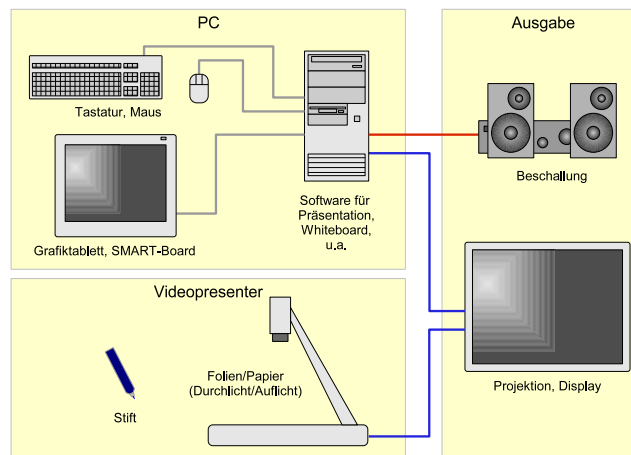 PC
Tastatur, Maus
Grafiktablett, SMART-Board
Software für
Präsentation,
Whiteboard,
u.a.
Ausgabe
Beschallung
Projektion, Display
Videopresenter
Stift
Folien/Papier
(Durchlicht/Auflicht)